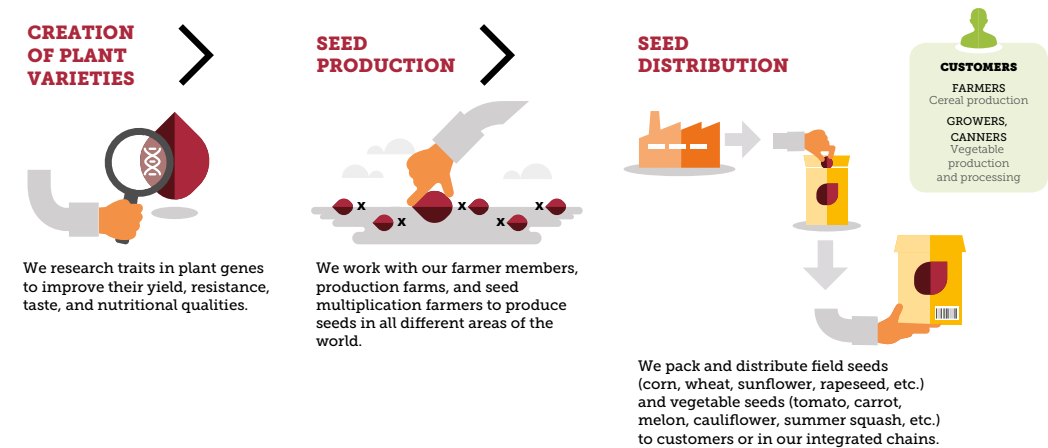 CREATION
OF PLANT
VARIETIES
We research traits in plant genes
to improve their yield, resistance,
taste, and nutritional qualities.
SEED
PRODUCTION
x
x
x
x
x
We work with our farmer members,
production farms, and seed
multiplication farmers to produce
seeds in all different areas of the
world.
SEED
DISTRIBUTION
We pack and distribute field seeds
(corn, wheat, sunflower, rapeseed, etc.)
and vegetable seeds (tomato, carrot,
melon, cauliflower, summer squash, etc.)
to customers or in our integrated chains.
CUSTOMERS
FARMERS
Cereal production
GROWERS,
CANNERS
Vegetable
production
and processing